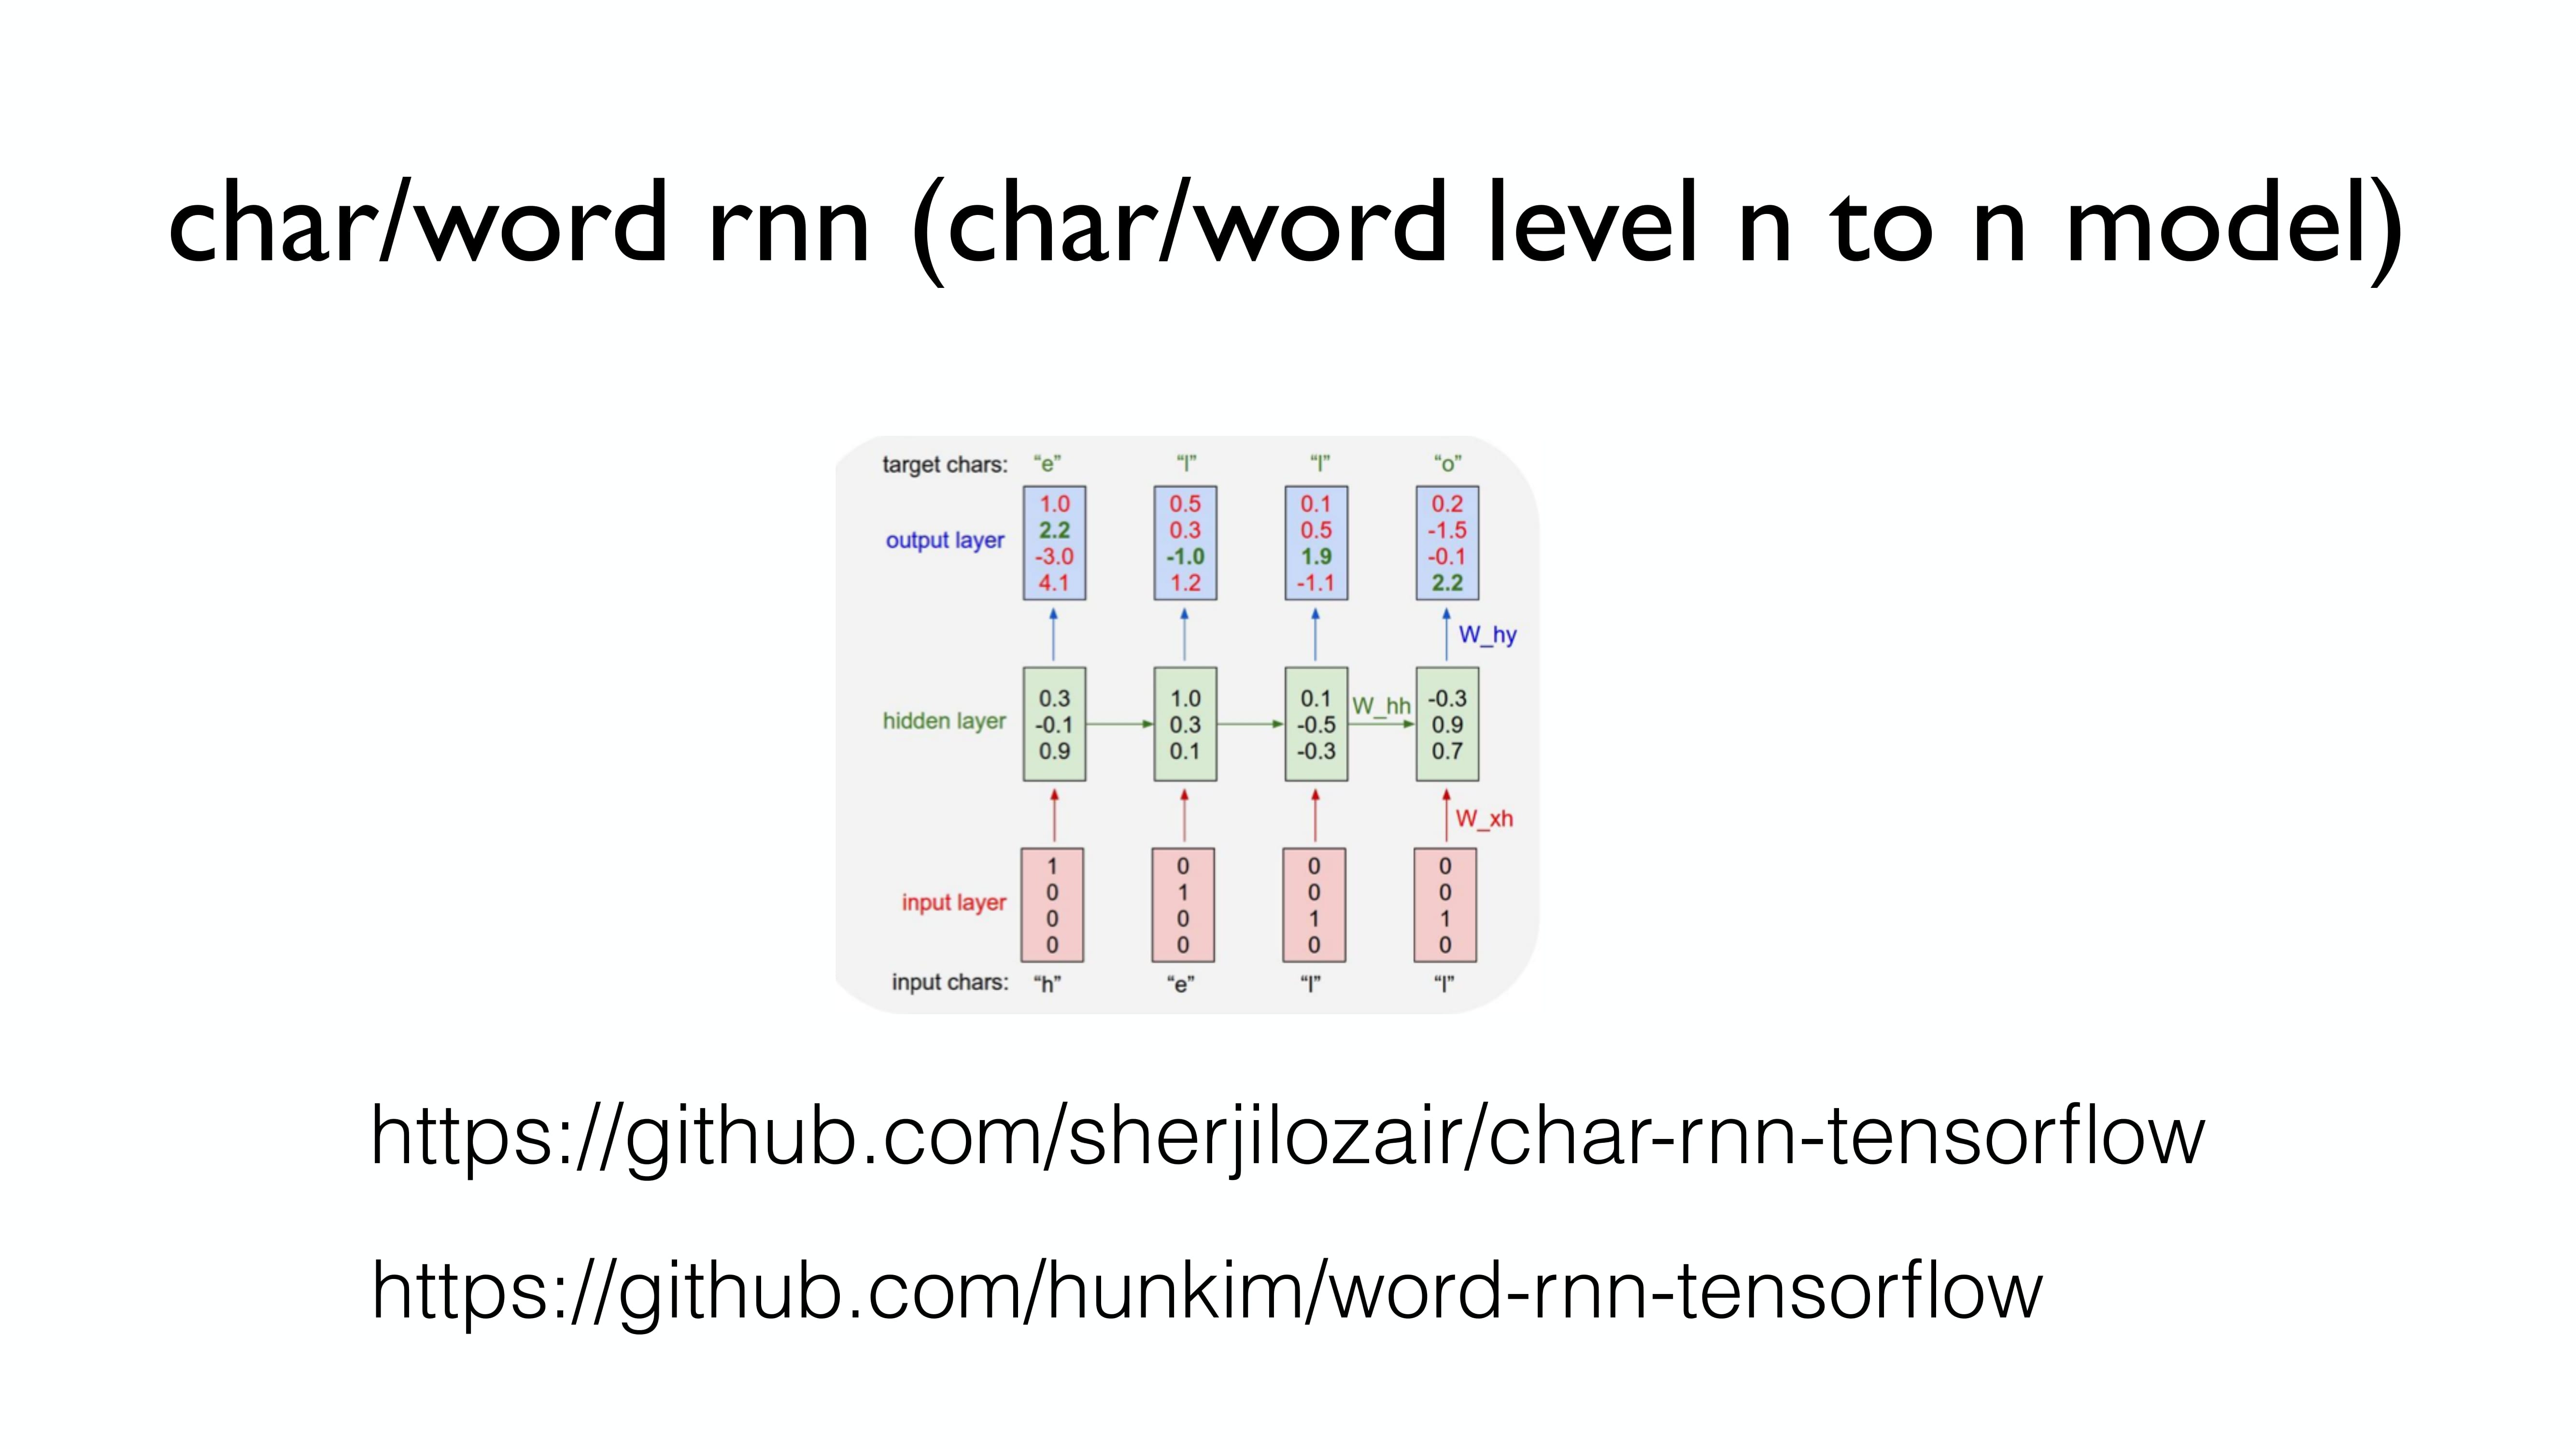 char/word rnn (char/word level n to n model)
target chars: “e” “l” “l” “o”
1.0 0.5 0.1 0.2
2.2 0.3 0.5 -1.5
output layer
-3.0 -1.0 1.9 -0.1
4.1 1.2 -1.1 2.2
W_hy
0.3 1.0 0.1 W_hh -0.3
hidden layer -0.1 0.3 -0.5 0.9
0.9 0.1 -0.3 0.7
W_xh
1 0 0 0
0 1 0 0
input layer
0 0 1 1
0 0 0 0
input chars: “h” “e” “l” “l”
https://github.com/sherjilozair/char-rnn-tensorflow
https://github.com/hunkim/word-rnn-tensorflow